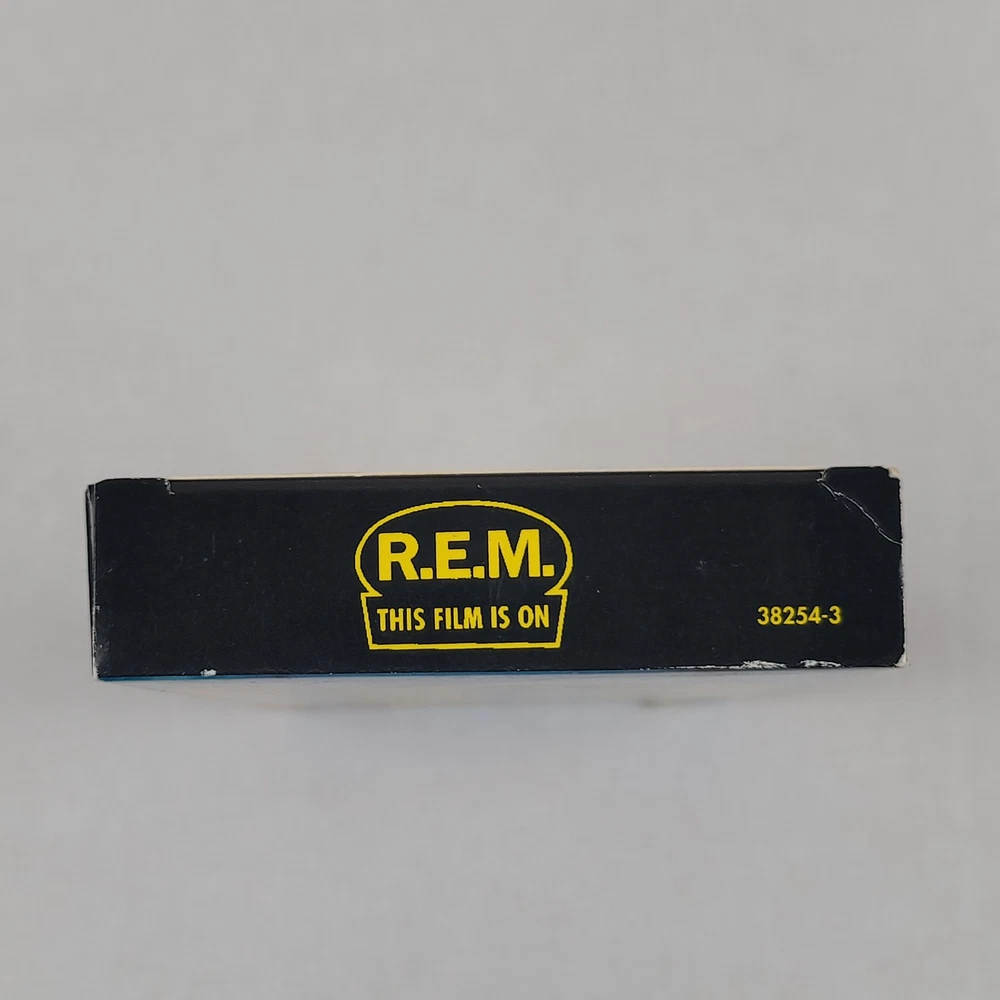 R.E.M.
THIS FILM IS ON
38254-3